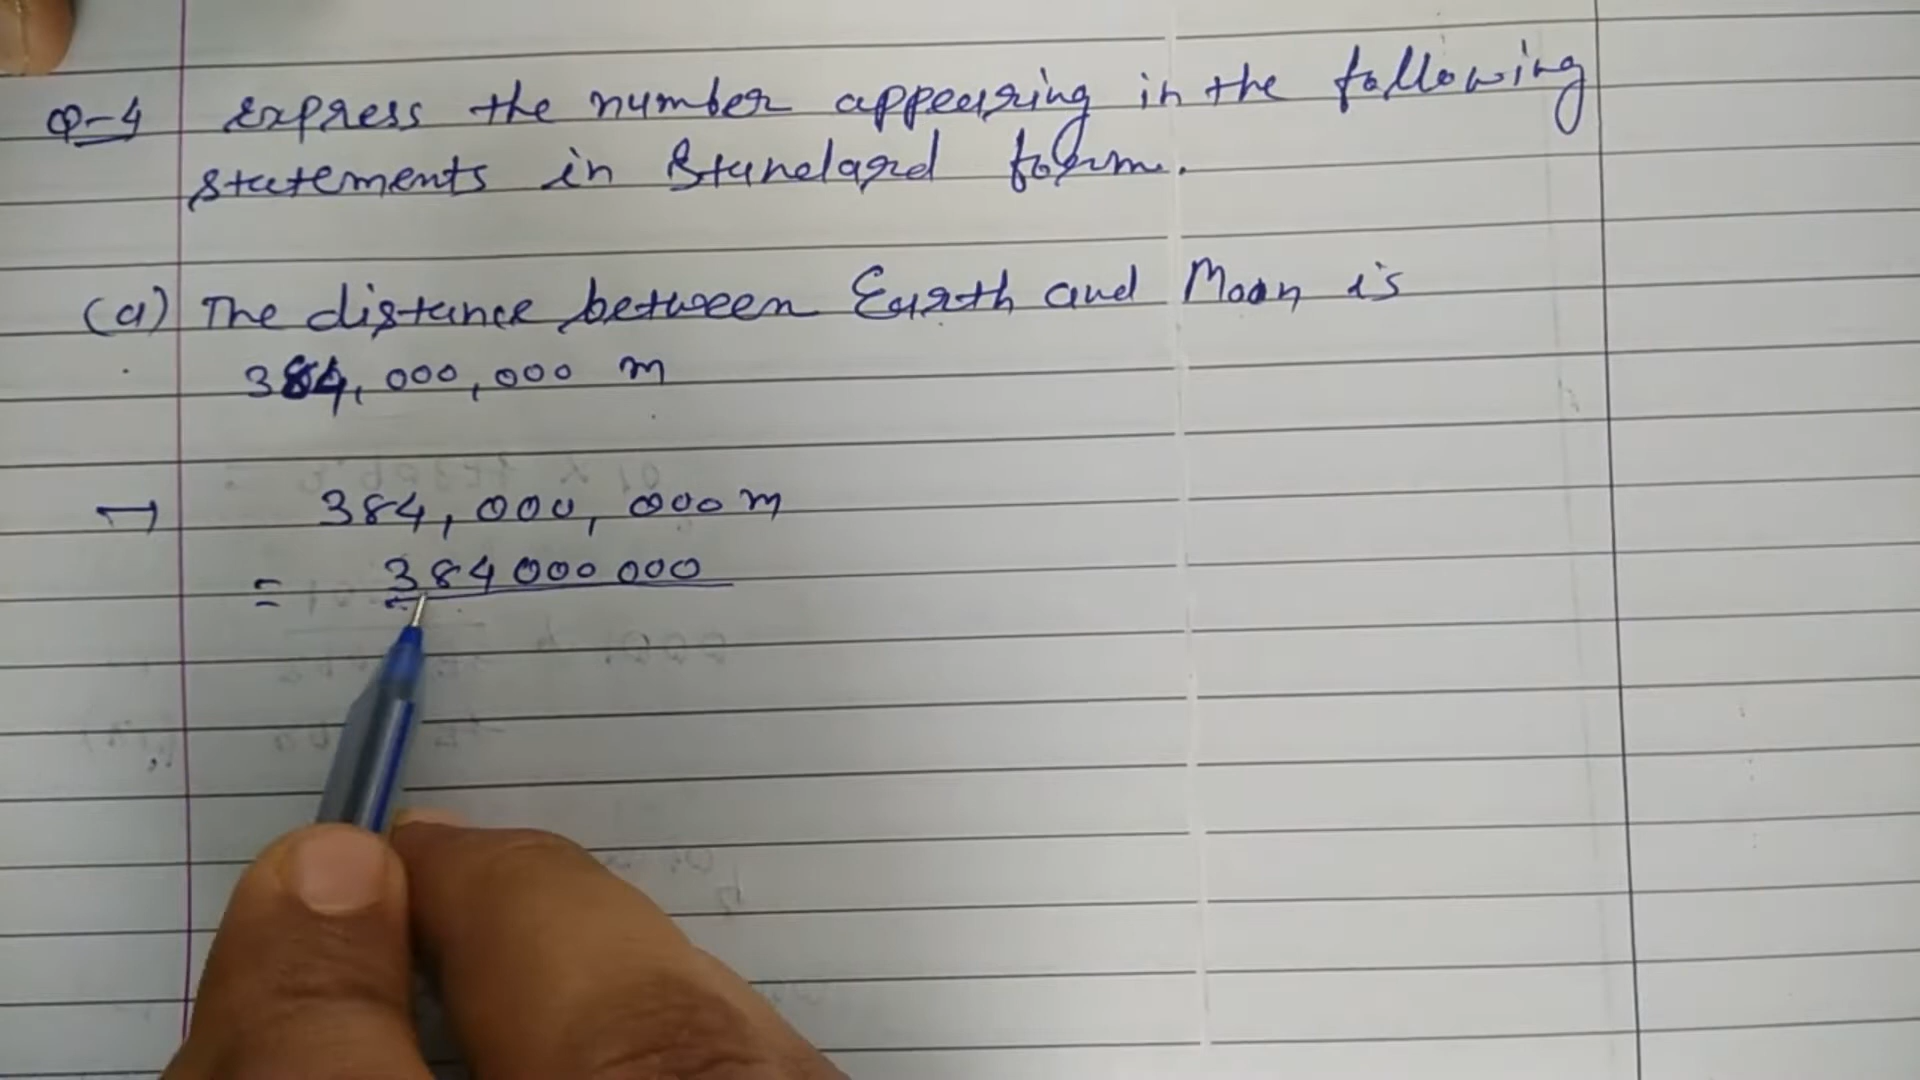 Q-4 Express the number appearing in the following
statements in Standard form.
(a) The distance between Earth and Moon is
384,000,000 m
→ 384,000,000 m
= 384000000